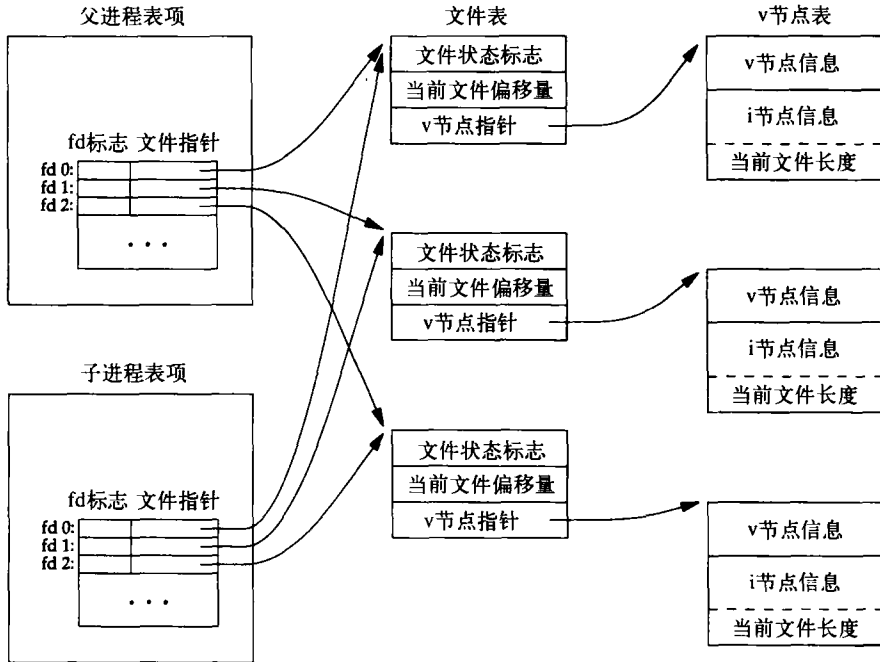 父进程表项
fd标志 文件指针
fd 0:
fd 1:
fd 2:
...
子进程表项
fd标志 文件指针
fd 0:
fd 1:
fd 2:
...
文件表
文件状态标志
当前文件偏移量
v节点指针
文件状态标志
当前文件偏移量
v节点指针
文件状态标志
当前文件偏移量
v节点指针
v节点表
v节点信息
i节点信息
当前文件长度
v节点信息
i节点信息
当前文件长度
v节点信息
i节点信息
当前文件长度